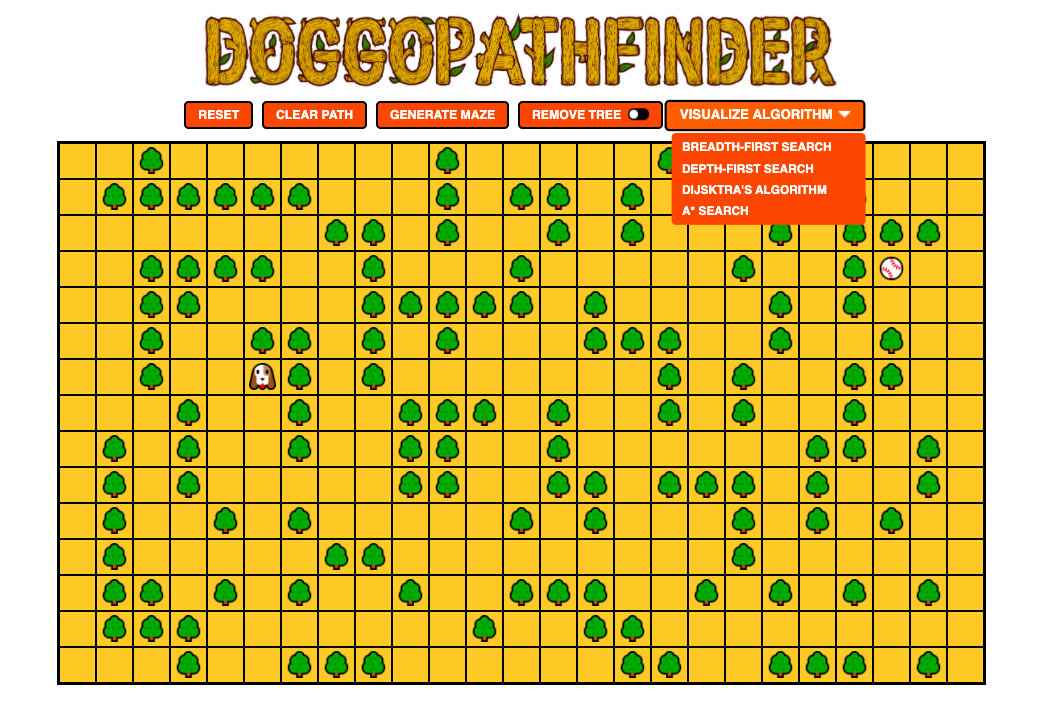 DOGGOPATHFINDER
RESET CLEAR PATH GENERATE MAZE REMOVE TREE VISUALIZE ALGORITHM
BREADTH-FIRST SEARCH
DEPTH-FIRST SEARCH
DIJSKTRA'S ALGORITHM
A* SEARCH